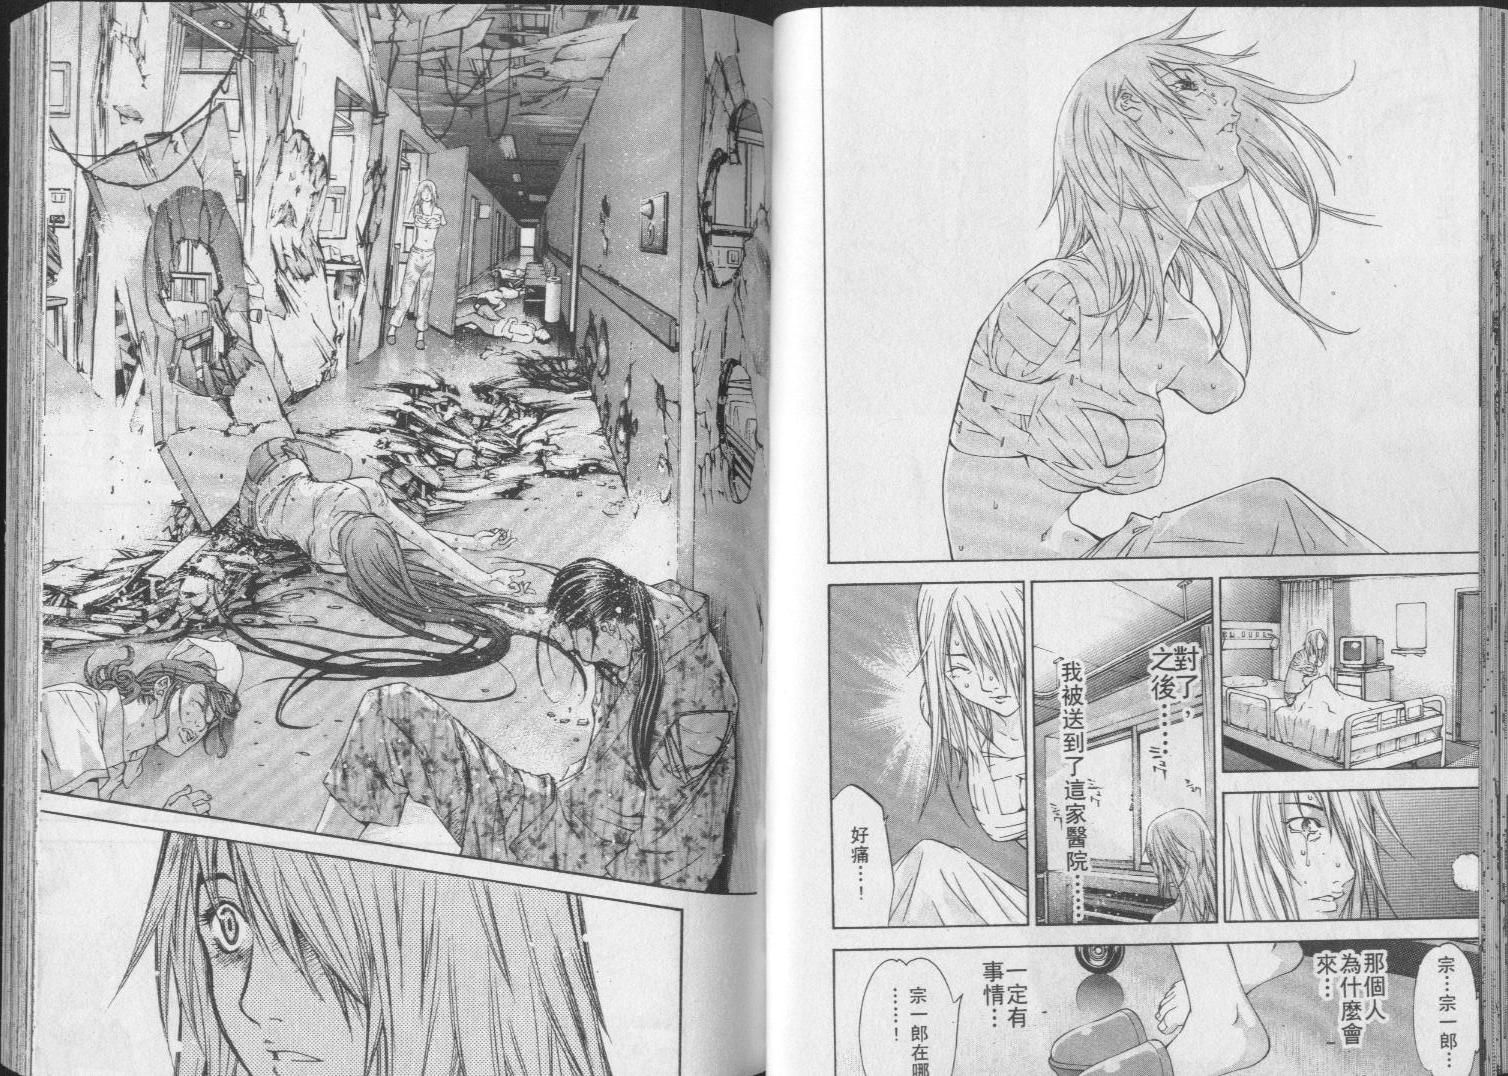 對了，
之後……
我被送到了這家醫院………
好痛…！
宗…宗一郎…
那個人
為什麼會
來…
一定有
事情…
宗一郎在哪
……！